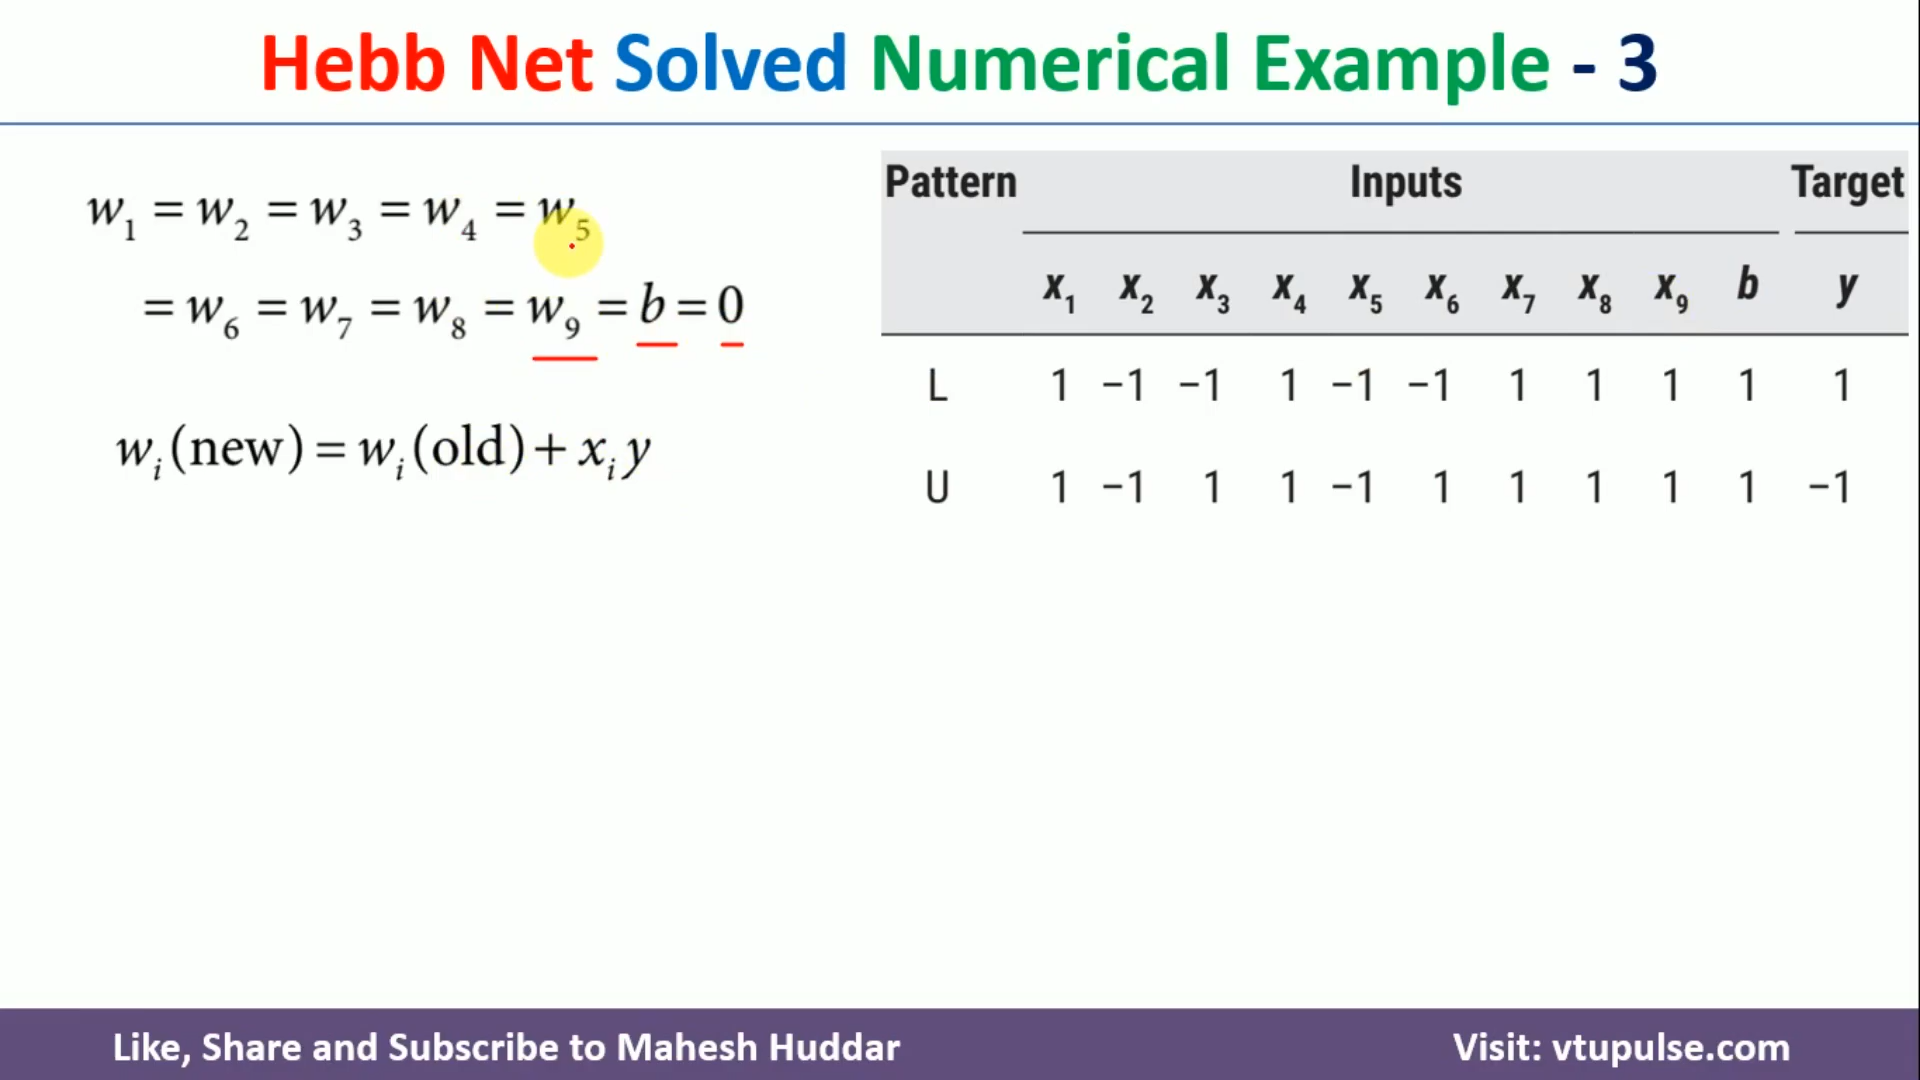 Hebb Net Solved Numerical Example - 3
w₁ = w₂ = w₃ = w₄ = w₅
= w₆ = w₇ = w₈ = w₉ = b = 0
wᵢ(new) = wᵢ(old) + xᵢ y
Pattern Inputs Target
x₁ x₂ x₃ x₄ x₅ x₆ x₇ x₈ x₉ b y
L 1 −1 −1 1 −1 −1 1 1 1 1 1
U 1 −1 1 1 −1 1 1 1 1 1 −1
Like, Share and Subscribe to Mahesh Huddar
Visit: vtupulse.com